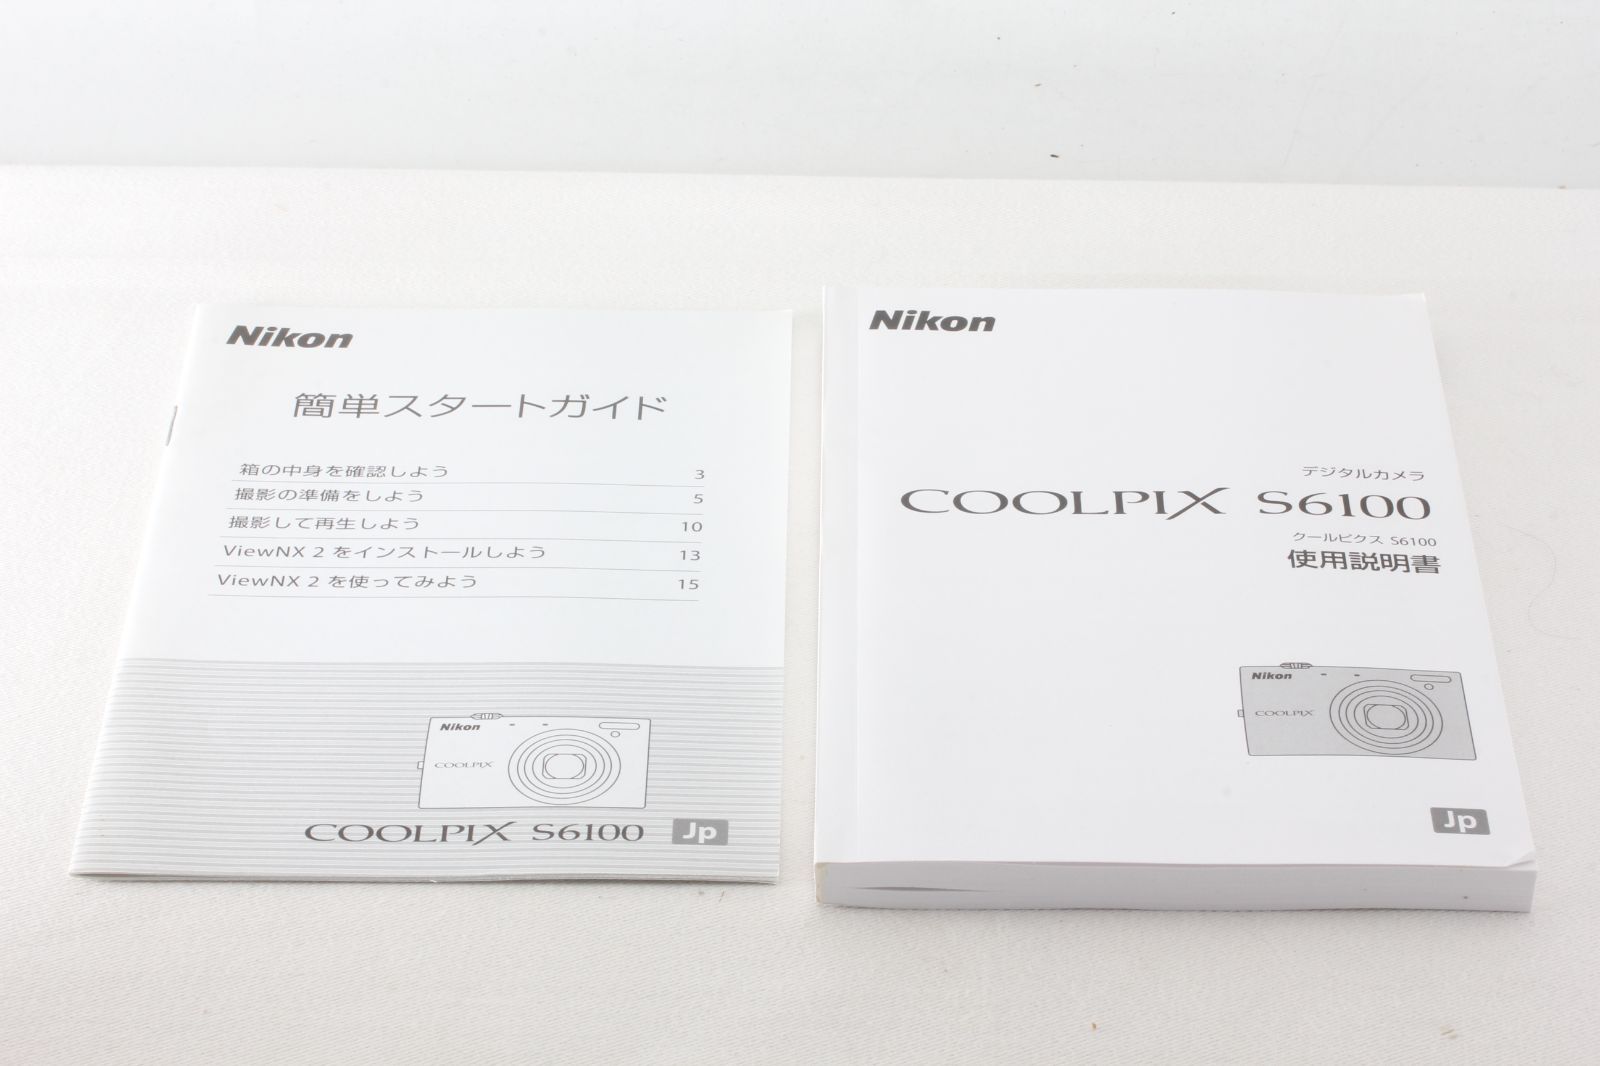 Nikon
簡単スタートガイド
箱の中身を確認しよう 3
撮影の準備をしよう 5
撮影して再生しよう 10
ViewNX 2 をインストールしよう 13
ViewNX 2 を使ってみよう 15
Nikon
COOLPIX
COOLPIX S6100 Jp
Nikon
デジタルカメラ
COOLPIX S6100
クールピクス S6100
使用説明書
Nikon
COOLPIX
Jp